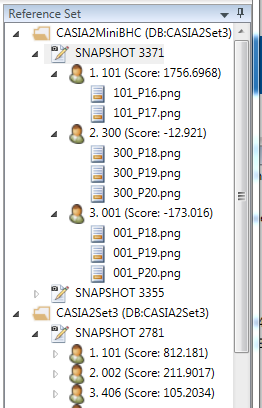 Reference Set
CASIA2MiniBHC (DB:CASIA2Set3)
SNAPSHOT 3371
1. 101 (Score: 1756.6968)
101_P16.png
101_P17.png
2. 300 (Score: -12.921)
300_P18.png
300_P19.png
300_P20.png
3. 001 (Score: -173.016)
001_P18.png
001_P19.png
001_P20.png
SNAPSHOT 3355
CASIA2Set3 (DB:CASIA2Set3)
SNAPSHOT 2781
1. 101 (Score: 812.181)
2. 002 (Score: 211.9017)
3. 406 (Score: 105.2034)